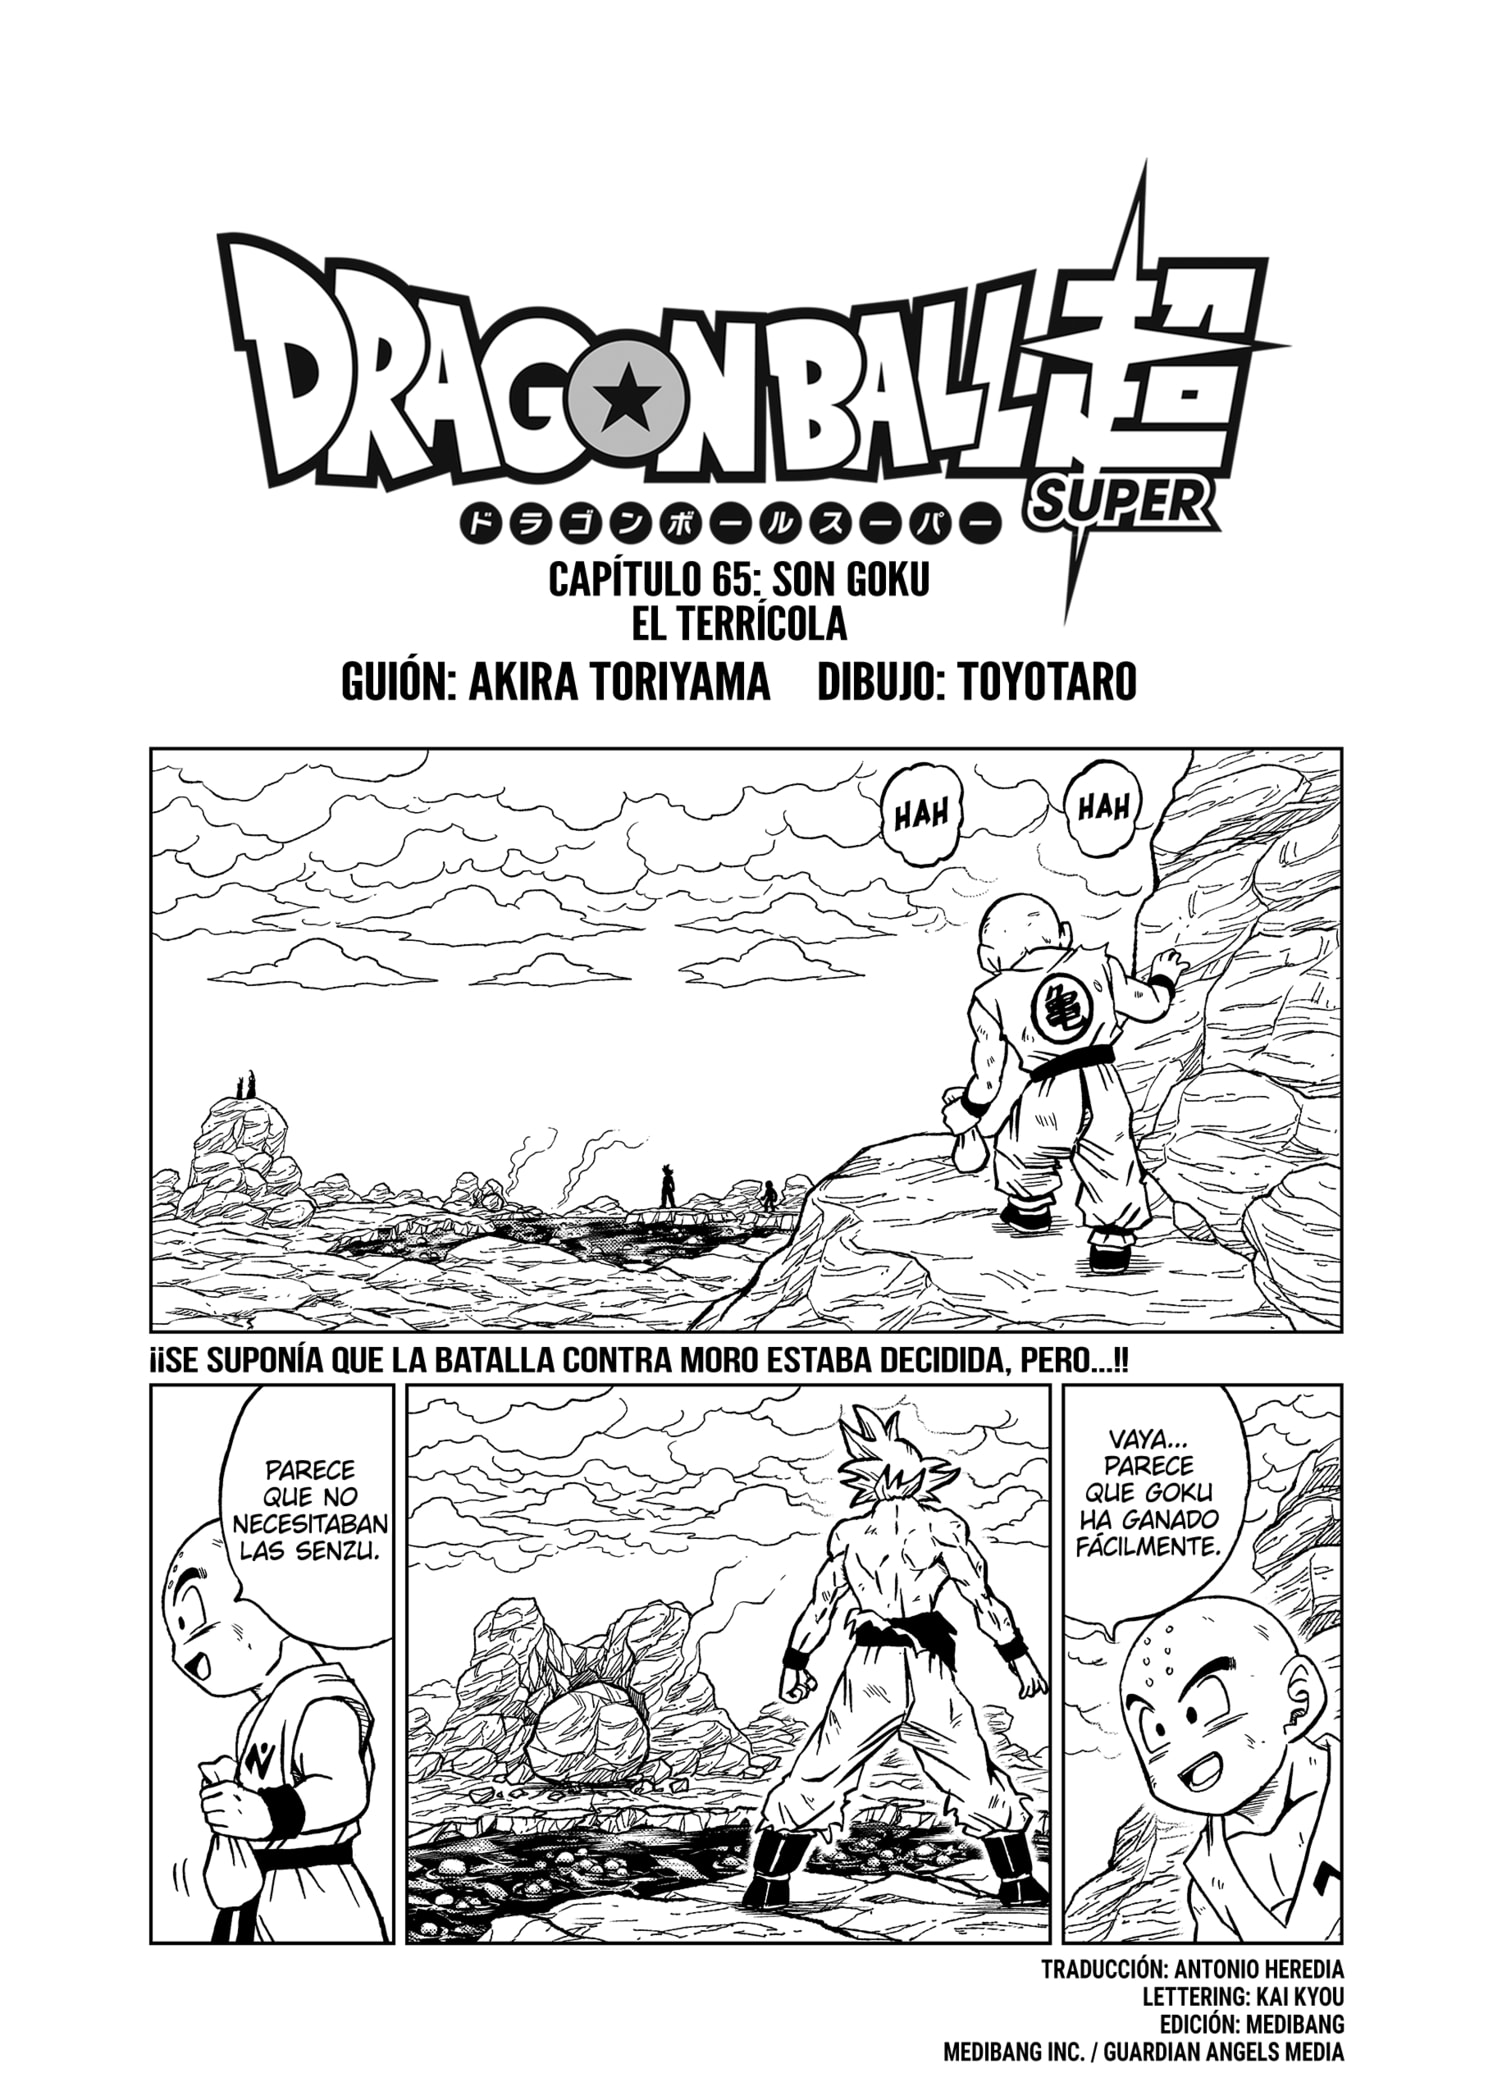 DRAGON BALL 超
SUPER
ドラゴンボールスーパー
CAPÍTULO 65: SON GOKU
EL TERRÍCOLA
GUIÓN: AKIRA TORIYAMA DIBUJO: TOYOTARO
HAH
HAH
亀
¡¡SE SUPONÍA QUE LA BATALLA CONTRA MORO ESTABA DECIDIDA, PERO...!!
VAYA...
PARECE
QUE GOKU
HA GANADO
FÁCILMENTE.
PARECE
QUE NO
NECESITABAN
LAS SENZU.
TRADUCCIÓN: ANTONIO HEREDIA
LETTERING: KAI KYOU
EDICIÓN: MEDIBANG
MEDIBANG INC. / GUARDIAN ANGELS MEDIA